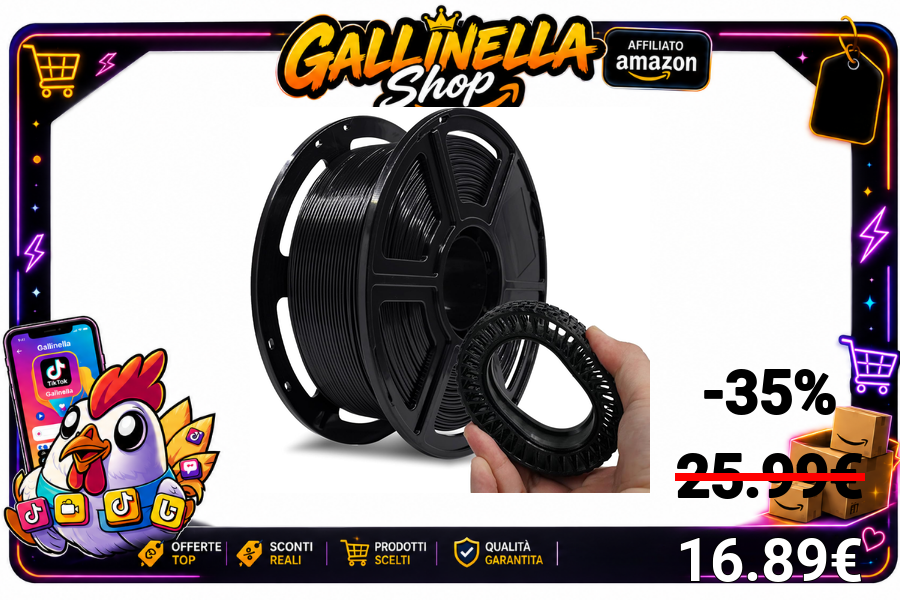 GALLINELLA
Shop
AFFILIATO
amazon
Gallinella
TikTok
Gallinella
-35%
25.99€
16.89€
OFFERTE
TOP
SCONTI
REALI
PRODOTTI
SCELTI
QUALITÀ
GARANTITA